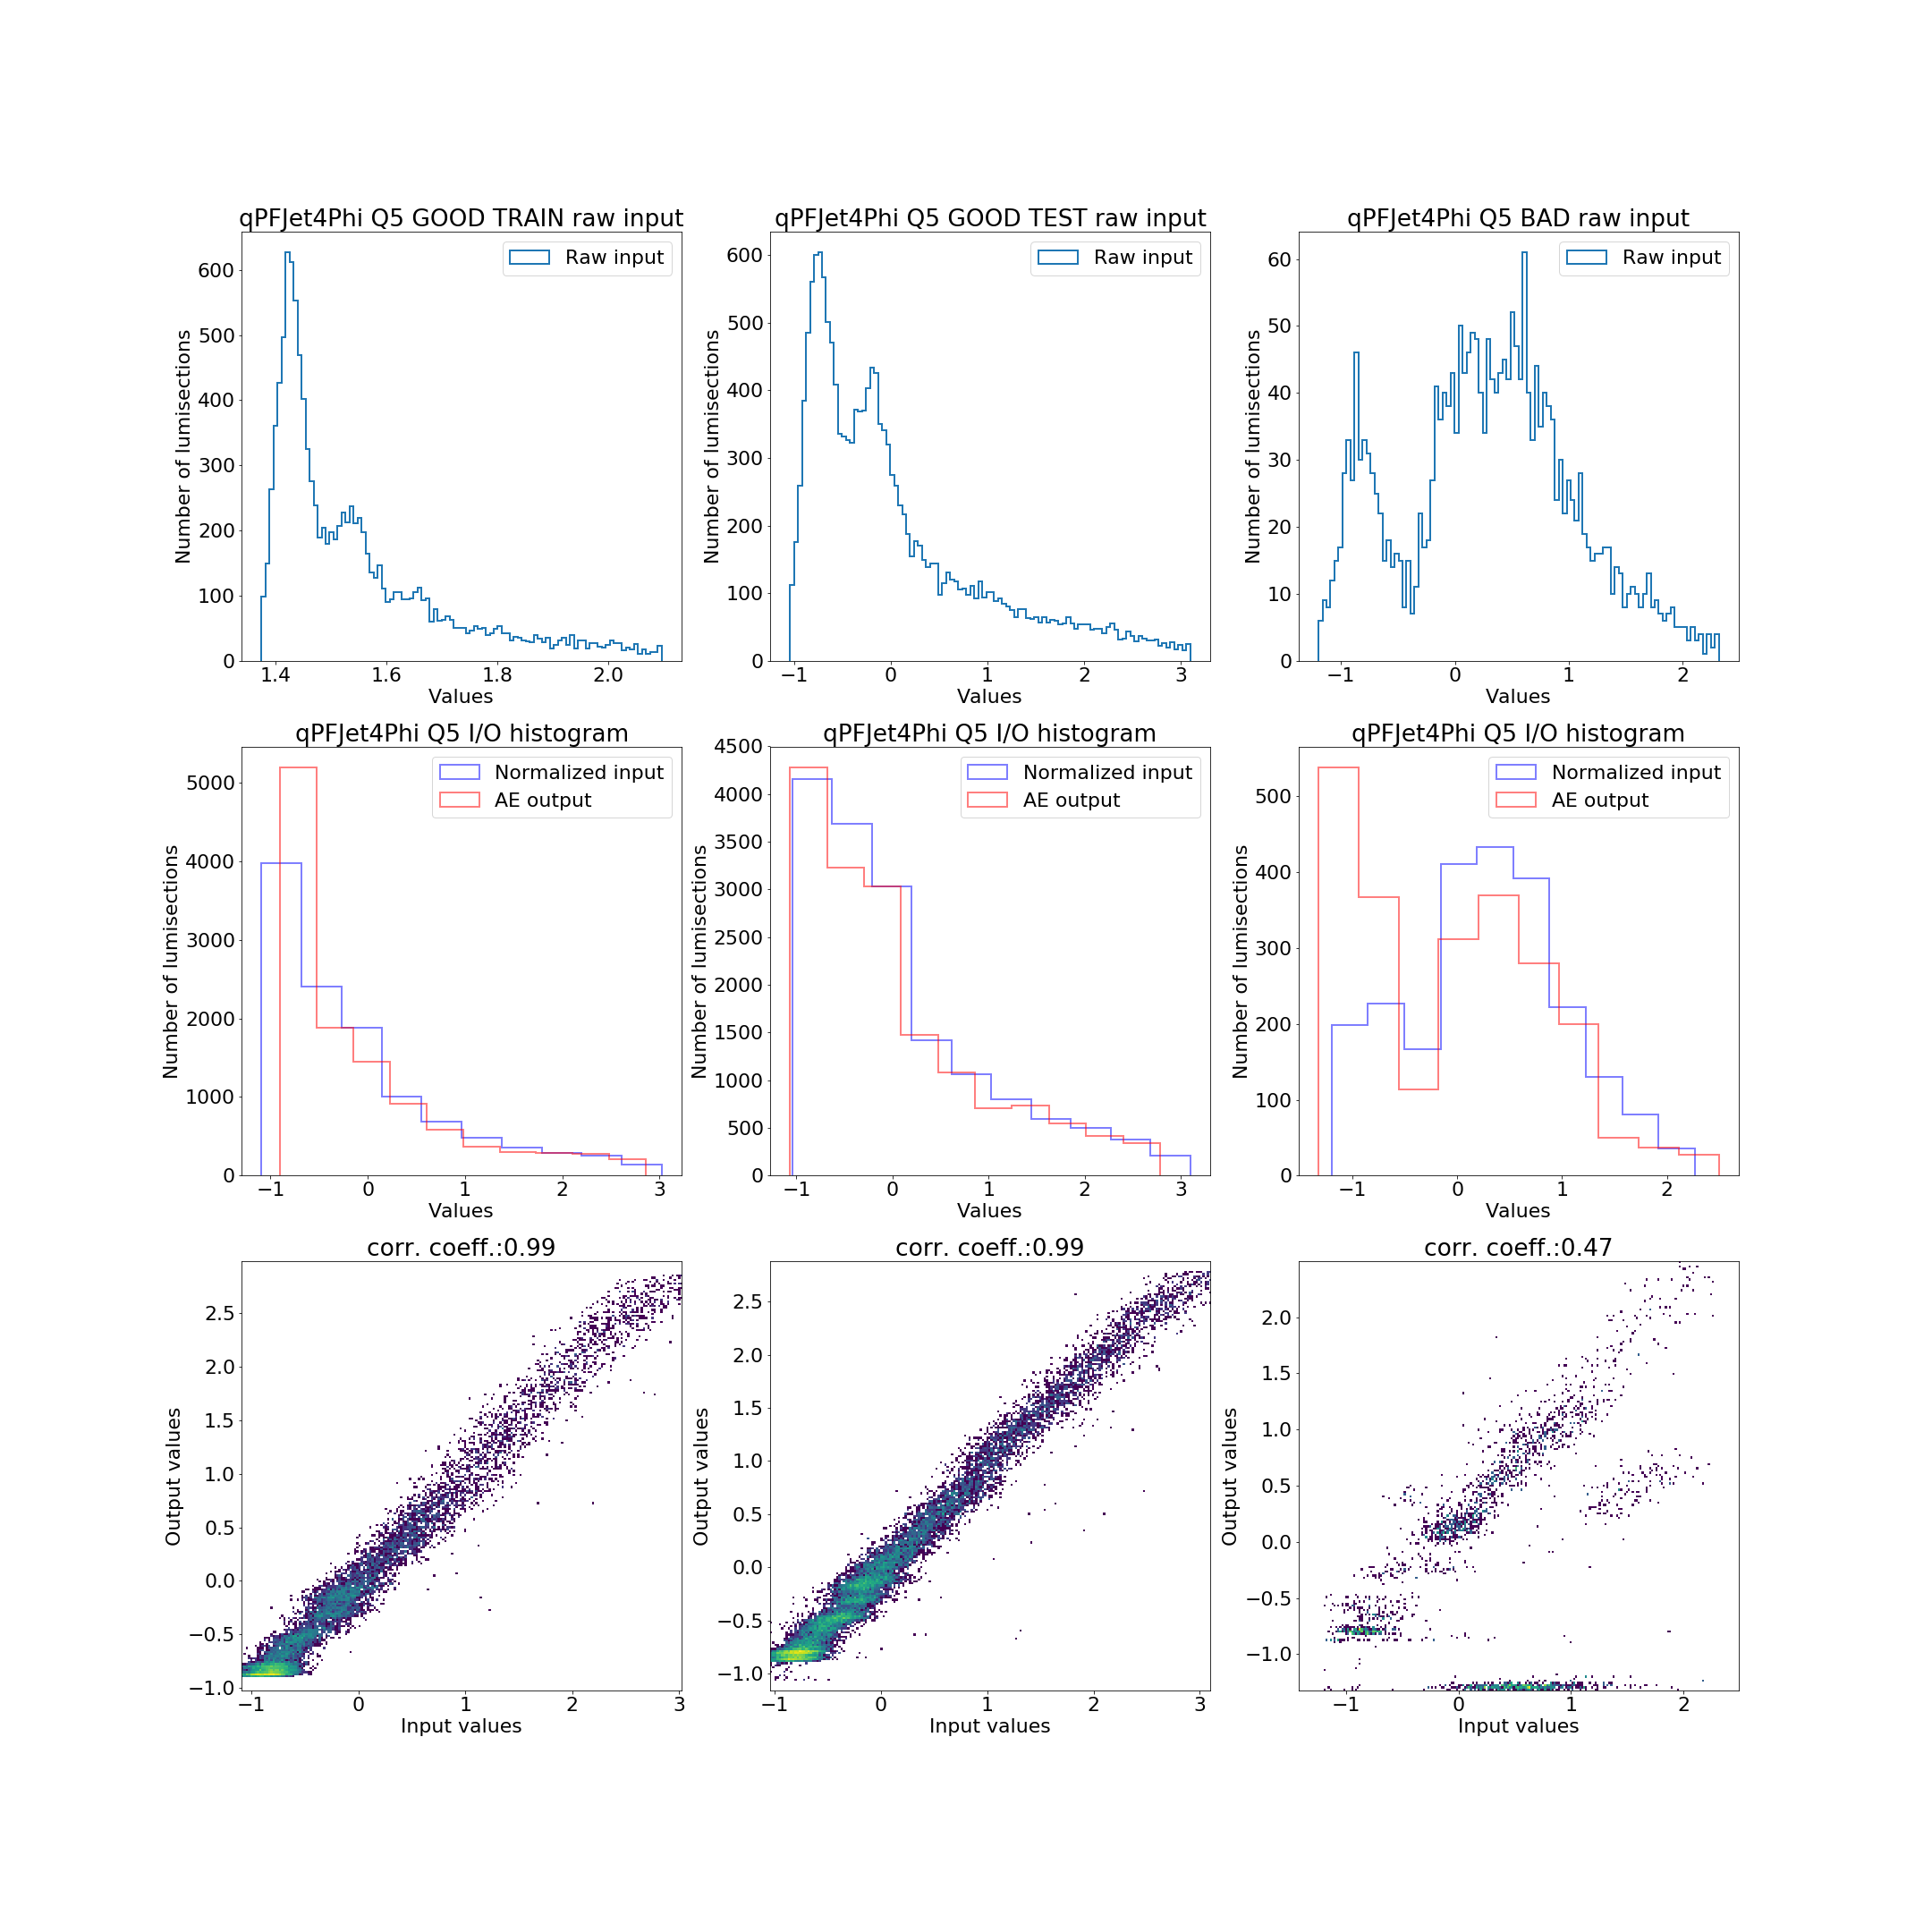 qPFJet4Phi Q5 GOOD TRAIN raw input
Raw input
Number of lumisections
600
500
400
300
200
100
0
1.4
1.6
1.8
2.0
Values
qPFJet4Phi Q5 GOOD TEST raw input
Raw input
Number of lumisections
600
500
400
300
200
100
0
−1
0
1
2
3
Values
qPFJet4Phi Q5 BAD raw input
Raw input
Number of lumisections
60
50
40
30
20
10
0
−1
0
1
2
Values
qPFJet4Phi Q5 I/O histogram
Normalized input
AE output
Number of lumisections
5000
4000
3000
2000
1000
0
−1
0
1
2
3
Values
qPFJet4Phi Q5 I/O histogram
Normalized input
AE output
Number of lumisections
4500
4000
3500
3000
2500
2000
1500
1000
500
0
−1
0
1
2
3
Values
qPFJet4Phi Q5 I/O histogram
Normalized input
AE output
Number of lumisections
500
400
300
200
100
0
−1
0
1
2
Values
corr. coeff.:0.99
Output values
2.5
2.0
1.5
1.0
0.5
0.0
−0.5
−1.0
−1
0
1
2
3
Input values
corr. coeff.:0.99
Output values
2.5
2.0
1.5
1.0
0.5
0.0
−0.5
−1.0
−1
0
1
2
3
Input values
corr. coeff.:0.47
Output values
2.0
1.5
1.0
0.5
0.0
−0.5
−1.0
−1
0
1
2
Input values